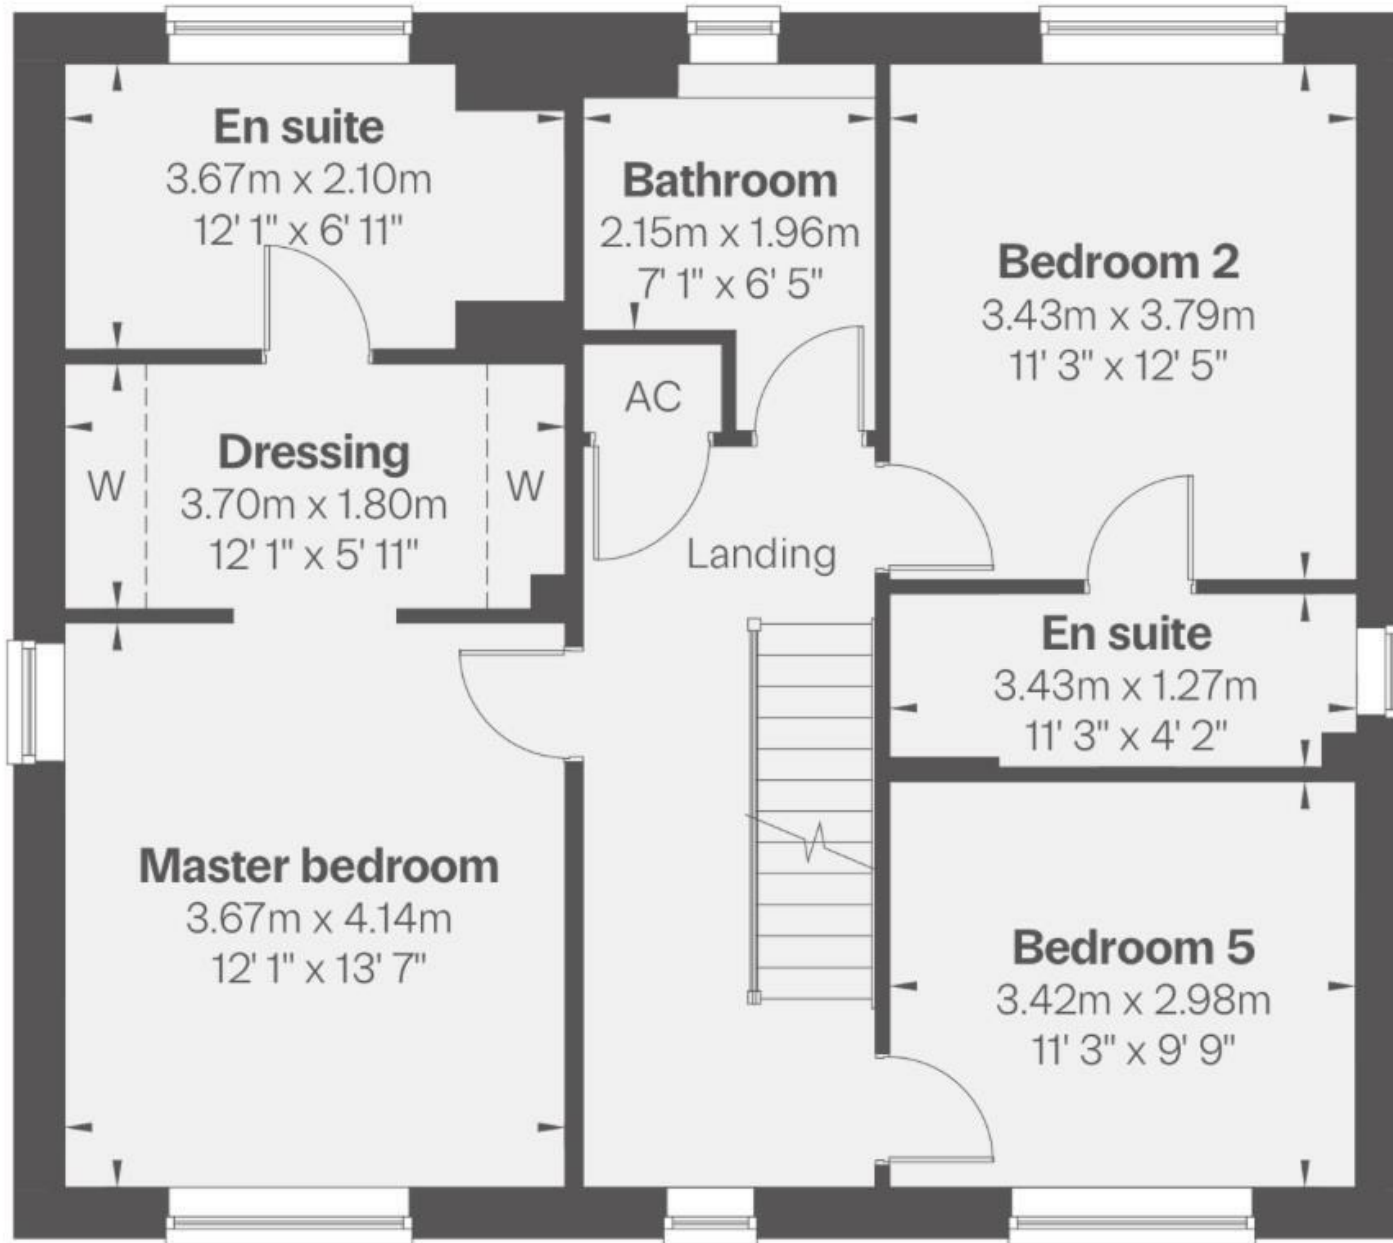 En suite
3.67m x 2.10m
12' 1" x 6' 11"
Bathroom
2.15m x 1.96m
7' 1" x 6' 5"
Bedroom 2
3.43m x 3.79m
11' 3" x 12' 5"
AC
W
Dressing
3.70m x 1.80m
12' 1" x 5' 11"
W
Landing
En suite
3.43m x 1.27m
11' 3" x 4' 2"
Master bedroom
3.67m x 4.14m
12' 1" x 13' 7"
Bedroom 5
3.42m x 2.98m
11' 3" x 9' 9"